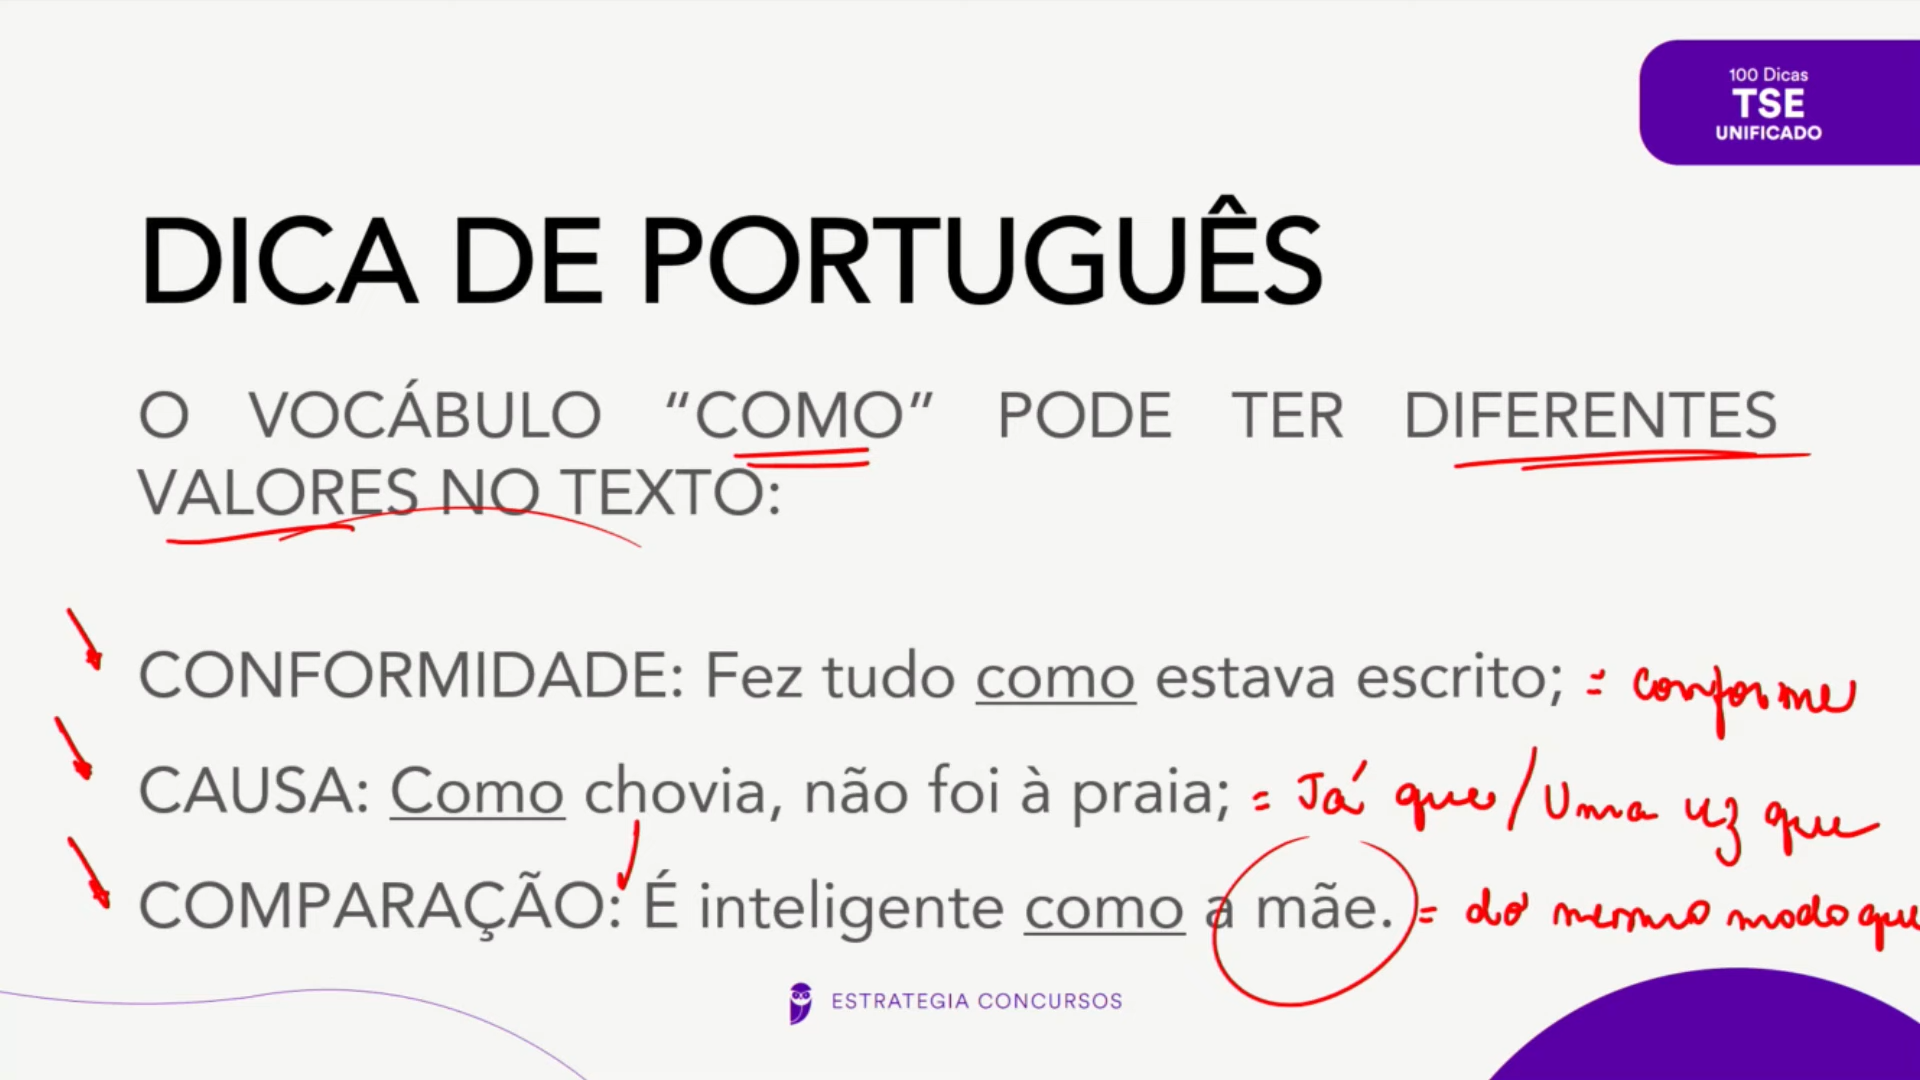 100 Dicas
TSE
UNIFICADO
DICA DE PORTUGUÊS
O VOCÁBULO “COMO” PODE TER DIFERENTES
VALORES NO TEXTO:
CONFORMIDADE: Fez tudo como estava escrito; = conforme
CAUSA: Como chovia, não foi à praia; = Já que / Uma vez que
COMPARAÇÃO: É inteligente como a mãe. = do mesmo modo que
ESTRATEGIA CONCURSOS